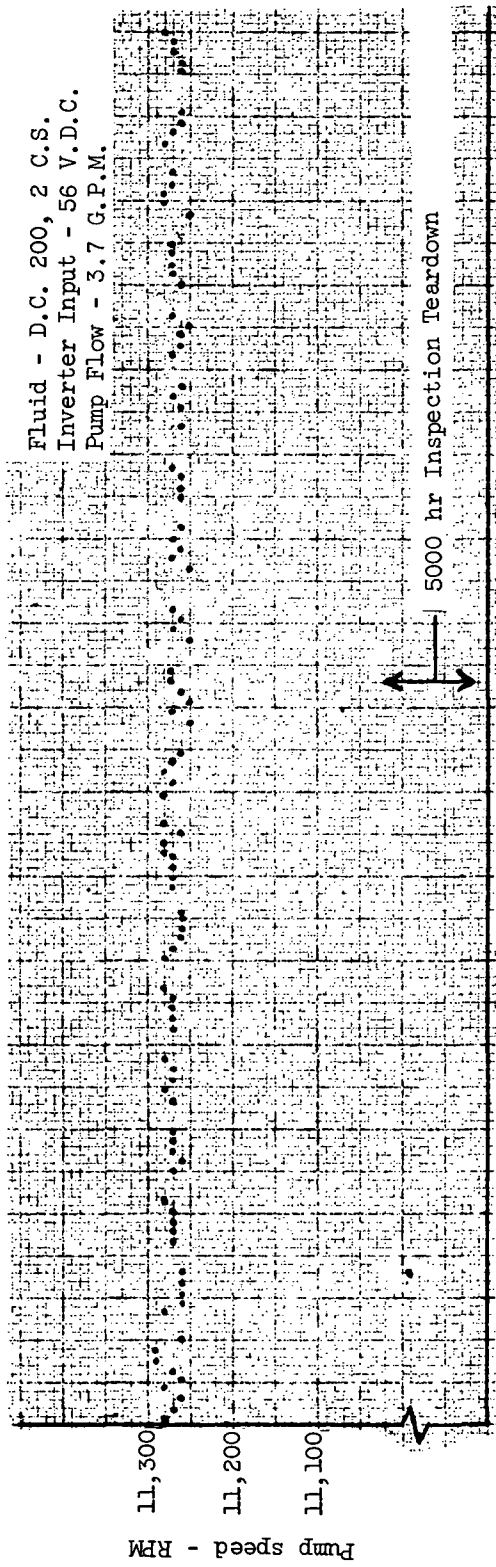 Fluid - D.C. 200, 2 C.S.
Inverter Input - 56 V.D.C.
Pump Flow - 3.7 G.P.M.
Pump speed - RPM
11,300
11,200
11,100
5000 hr Inspection Teardown